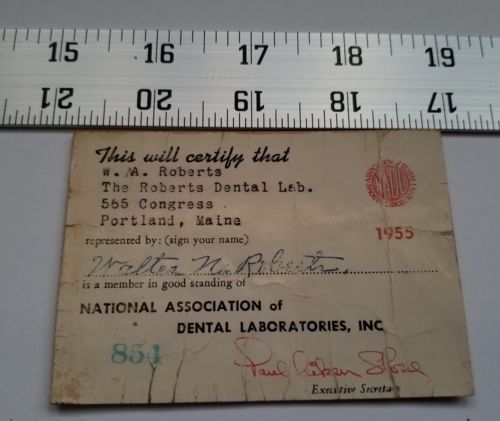 15 16 17 18 19
21 20 19 18 17
This will certify that
W. A. Roberts
The Roberts Dental Lab.
565 Congress
Portland, Maine
represented by: (sign your name)
1955
NADL
Walter N. Roberts
is a member in good standing of
NATIONAL ASSOCIATION of
DENTAL LABORATORIES, INC
854
Paul
Executive Secreta